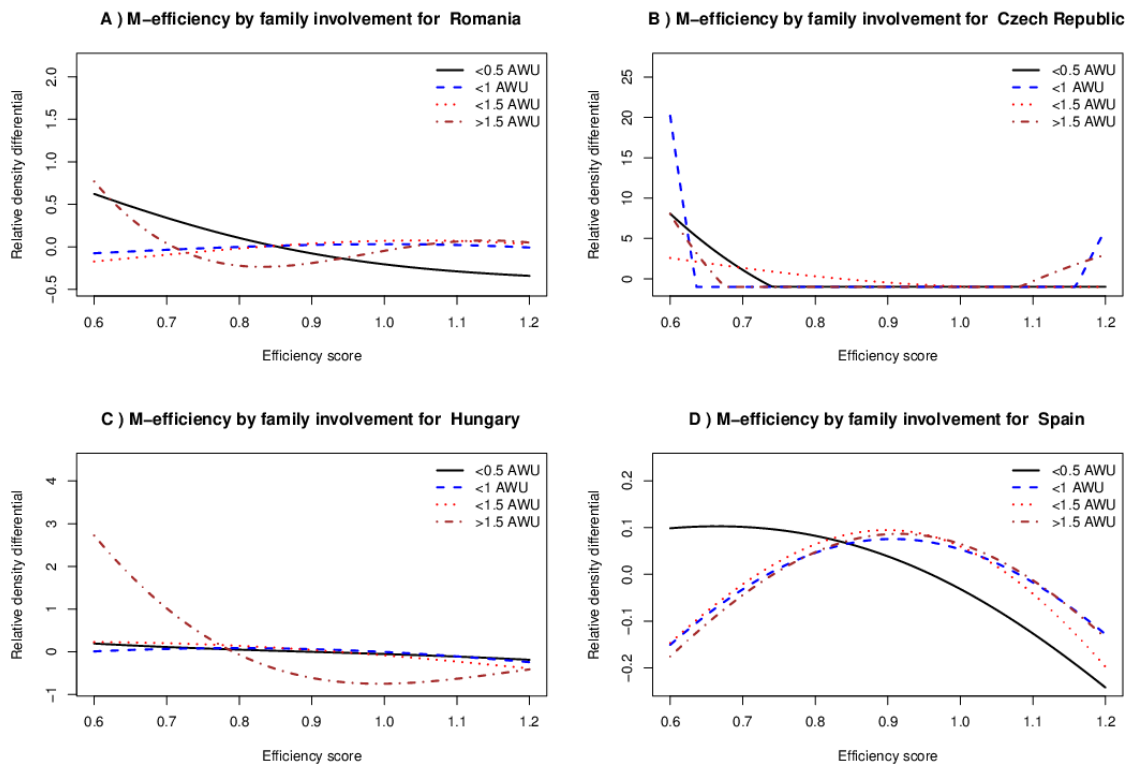 A ) M−efficiency by family involvement for Romania
Relative density differential
2.0
1.5
1.0
0.5
0.0
−0.5
<0.5 AWU
<1 AWU
<1.5 AWU
>1.5 AWU
0.6 0.7 0.8 0.9 1.0 1.1 1.2
Efficiency score
B ) M−efficiency by family involvement for Czech Republic
Relative density differential
25
20
15
10
5
0
<0.5 AWU
<1 AWU
<1.5 AWU
>1.5 AWU
0.6 0.7 0.8 0.9 1.0 1.1 1.2
Efficiency score
C ) M−efficiency by family involvement for Hungary
Relative density differential
4
3
2
1
0
−1
<0.5 AWU
<1 AWU
<1.5 AWU
>1.5 AWU
0.6 0.7 0.8 0.9 1.0 1.1 1.2
Efficiency score
D ) M−efficiency by family involvement for Spain
Relative density differential
0.2
0.1
0.0
−0.1
−0.2
<0.5 AWU
<1 AWU
<1.5 AWU
>1.5 AWU
0.6 0.7 0.8 0.9 1.0 1.1 1.2
Efficiency score